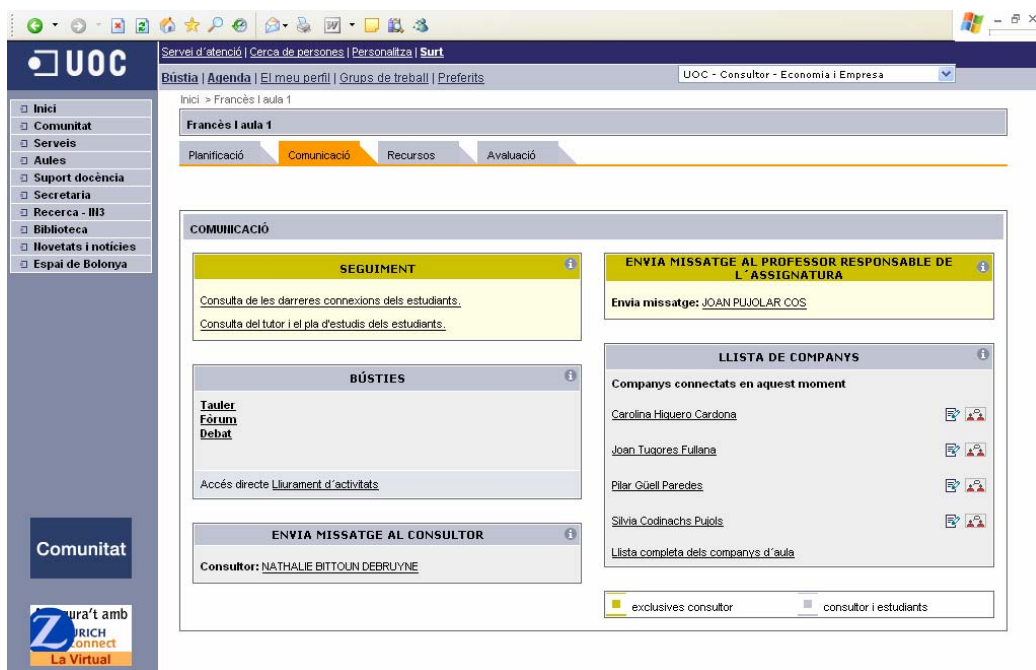 UOC
Servei d´atenció | Cerca de persones | Personalitza | Surt
Bústia | Agenda | El meu perfil | Grups de treball | Preferits
UOC - Consultor - Economia i Empresa
Inici
Comunitat
Serveis
Aules
Suport docència
Secretaria
Recerca - IN3
Biblioteca
Novetats i notícies
Espai de Bolonya
Comunitat
ura't amb
URICH
onnect
La Virtual
Inici > Francès I aula 1
Francès I aula 1
Planificació Comunicació Recursos Avaluació
COMUNICACIÓ
SEGUIMENT
Consulta de les darreres connexions dels estudiants.
Consulta del tutor i el pla d'estudis dels estudiants.
BÚSTIES
Tauler
Fòrum
Debat
Accés directe Lliurament d´activitats
ENVIA MISSATGE AL CONSULTOR
Consultor: NATHALIE BITTOUN DEBRUYNE
ENVIA MISSATGE AL PROFESSOR RESPONSABLE DE
L´ASSIGNATURA
Envia missatge: JOAN PUJOLAR COS
LLISTA DE COMPANYS
Companys connectats en aquest moment
Carolina Higuero Cardona
Joan Tugores Fullana
Pilar Güell Paredes
Silvia Codinachs Pujols
Llista completa dels companys d´aula
exclusives consultor consultor i estudiants